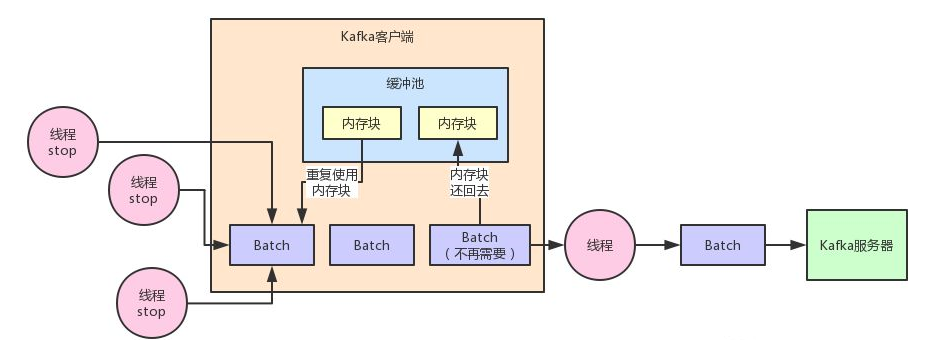 Kafka客户端
缓冲池
内存块
内存块
线程
stop
重复使用
内存块
内存块
还回去
线程
stop
Batch
Batch
Batch
（不再需要）
线程
Batch
Kafka服务器
线程
stop